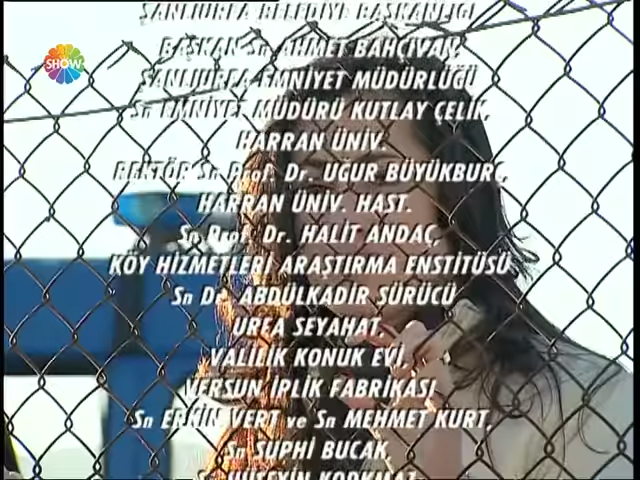 ŞANLIURFA BELEDİYE BAŞKANLIĞI
BAŞKAN Sn. AHMET BAHÇIVAN,
SHOW
ŞANLIURFA EMNİYET MÜDÜRLÜĞÜ
Sn EMNİYET MÜDÜRÜ KUTLAY ÇELİK,
HARRAN ÜNİV.
REKTÖR Sn Prof. Dr. UĞUR BÜYÜKBURÇ,
HARRAN ÜNİV. HAST.
Sn Prof. Dr. HALİT ANDAÇ,
KÖY HİZMETLERİ ARAŞTIRMA ENSTİTÜSÜ
Sn Dr. ABDÜLKADİR SÜRÜCÜ
URFA SEYAHAT,
VALİLİK KONUK EVİ,
VERSUN İPLİK FABRİKASI
Sn ERKİN VERT ve Sn MEHMET KURT,
Sn SUPHİ BUCAK,
Sn HÜSEYİN KORKMAZ